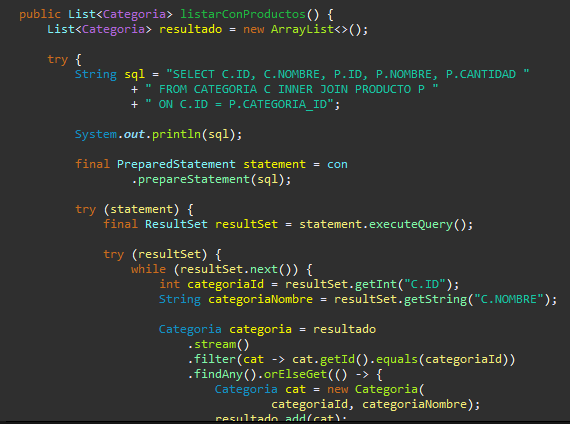 public List<Categoria> listarConProductos() {
List<Categoria> resultado = new ArrayList<>();
try {
String sql = "SELECT C.ID, C.NOMBRE, P.ID, P.NOMBRE, P.CANTIDAD "
+ " FROM CATEGORIA C INNER JOIN PRODUCTO P "
+ " ON C.ID = P.CATEGORIA_ID";
System.out.println(sql);
final PreparedStatement statement = con
.prepareStatement(sql);
try (statement) {
final ResultSet resultSet = statement.executeQuery();
try (resultSet) {
while (resultSet.next()) {
int categoriaId = resultSet.getInt("C.ID");
String categoriaNombre = resultSet.getString("C.NOMBRE");
Categoria categoria = resultado
.stream()
.filter(cat -> cat.getId().equals(categoriaId))
.findAny().orElseGet(() -> {
Categoria cat = new Categoria(
categoriaId, categoriaNombre);
resultado.add(cat);